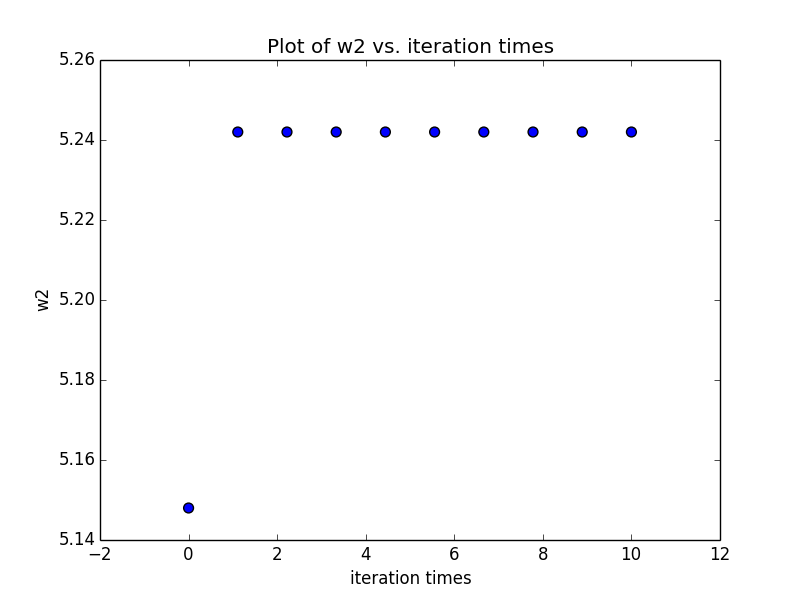 Plot of w2 vs. iteration times
5.26
5.24
5.22
5.20
5.18
5.16
5.14
w2
−2 0 2 4 6 8 10 12
iteration times